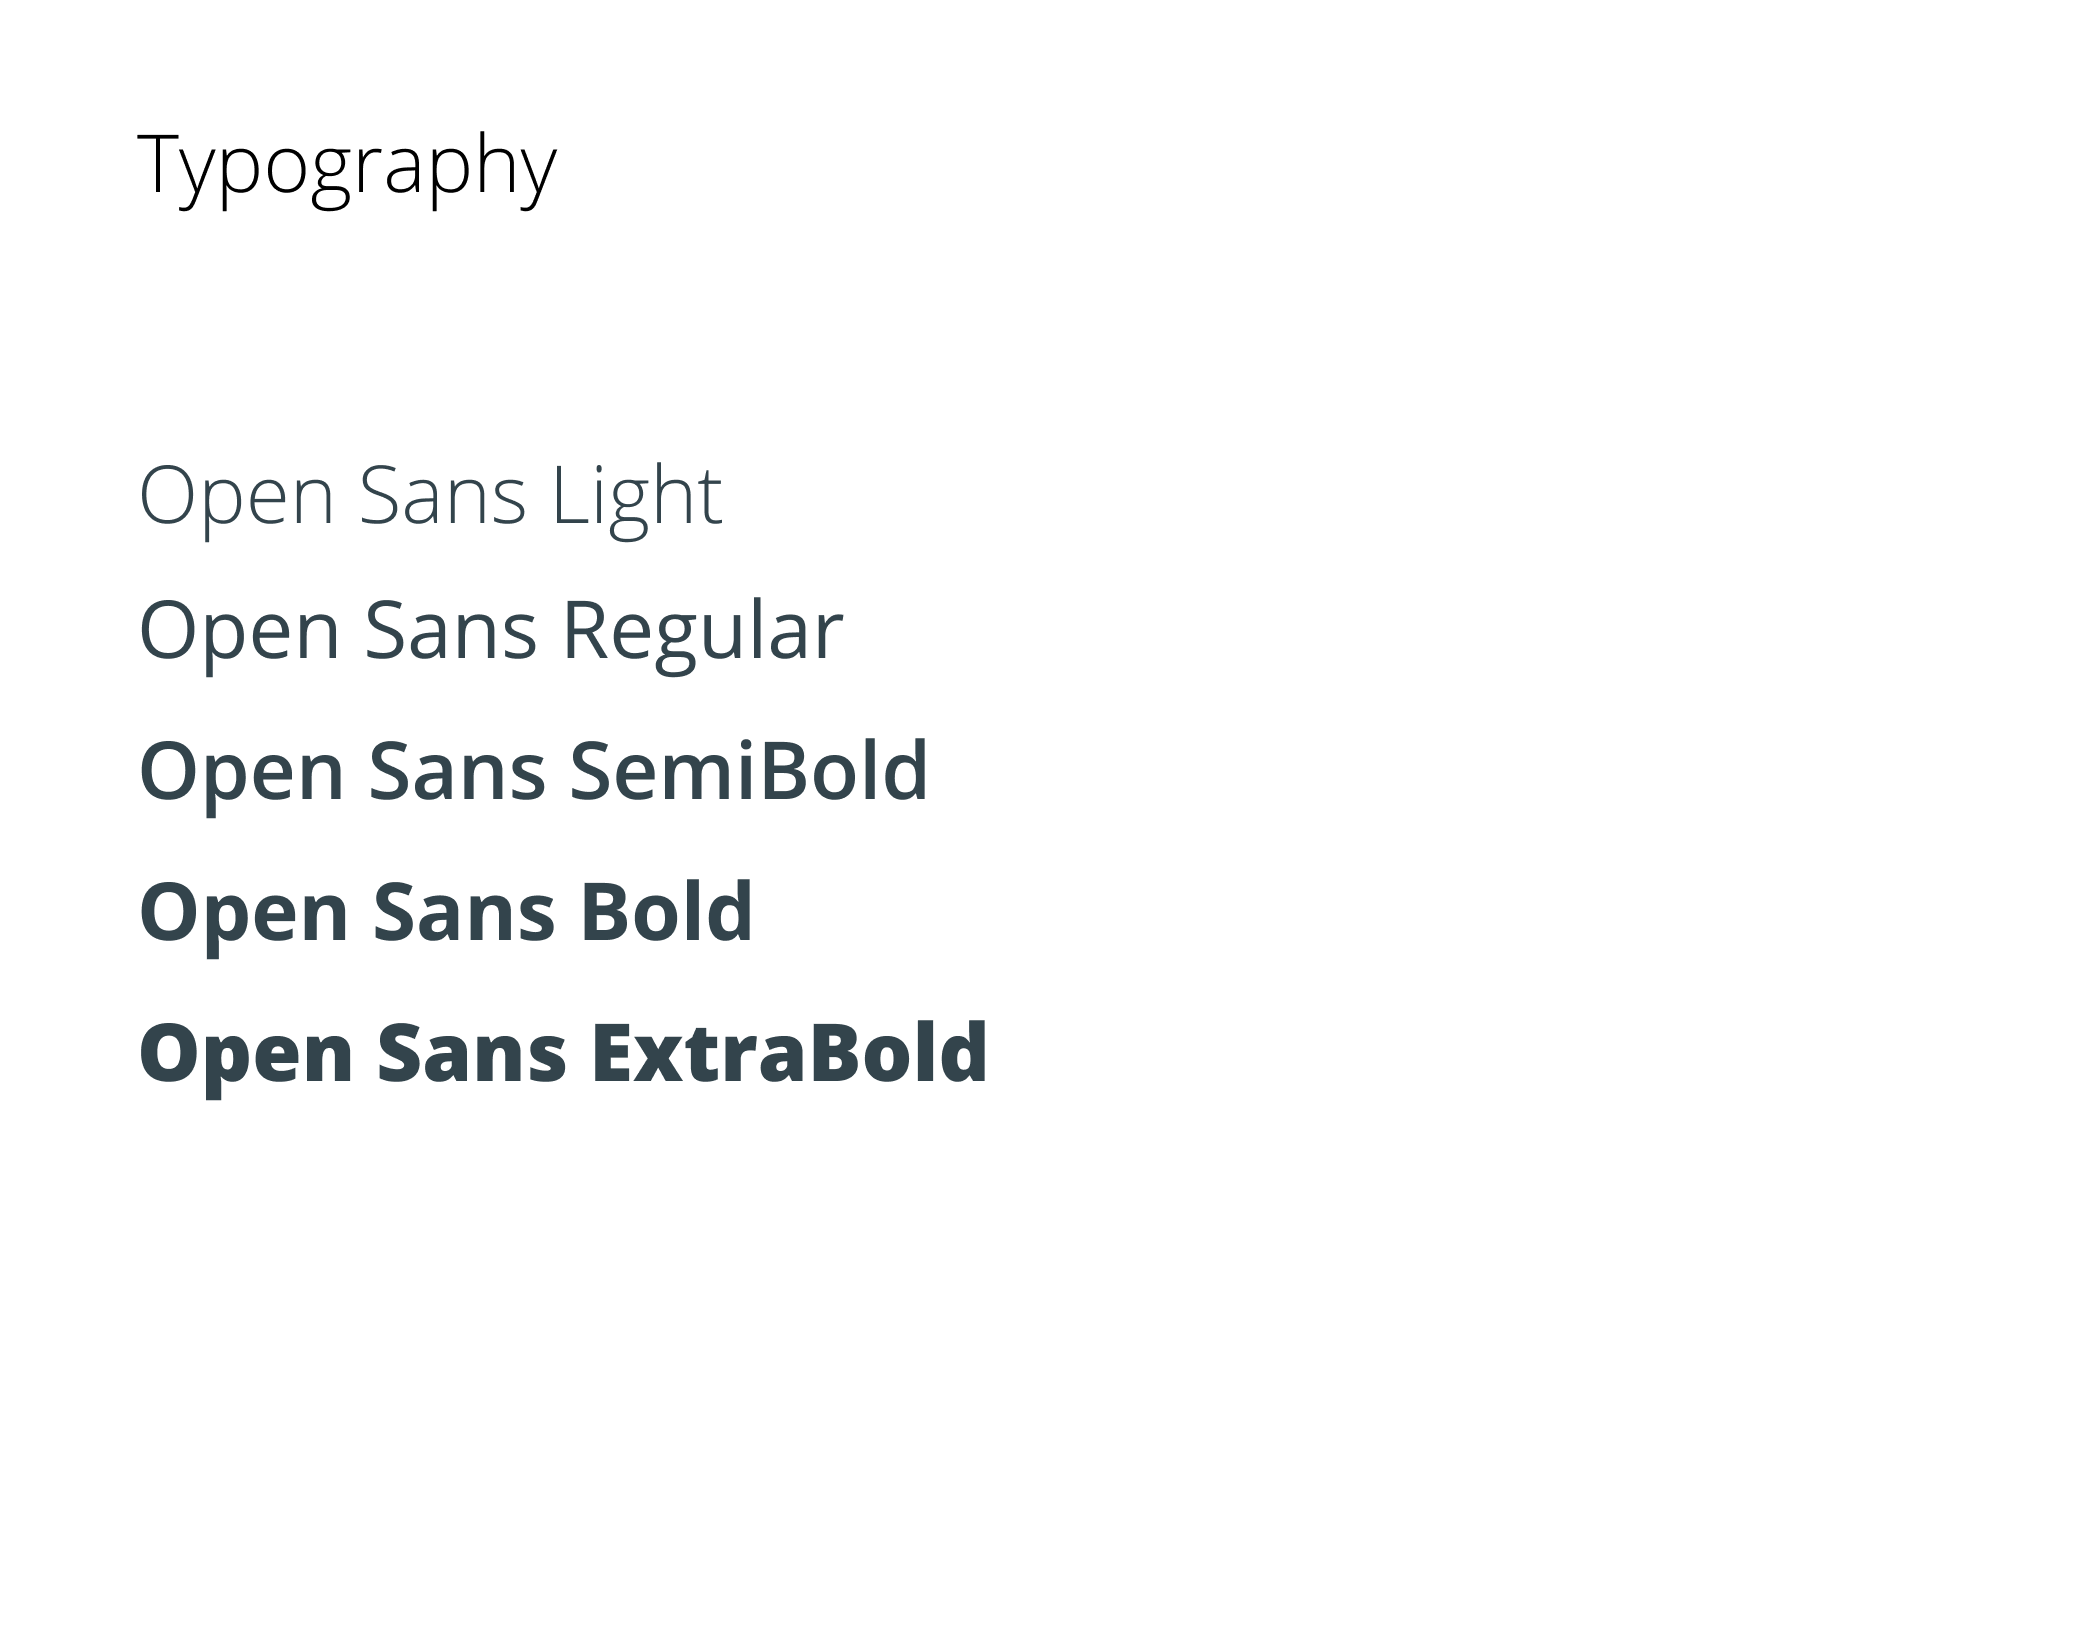 Typography
Open Sans Light
Open Sans Regular
Open Sans SemiBold
Open Sans Bold
Open Sans ExtraBold